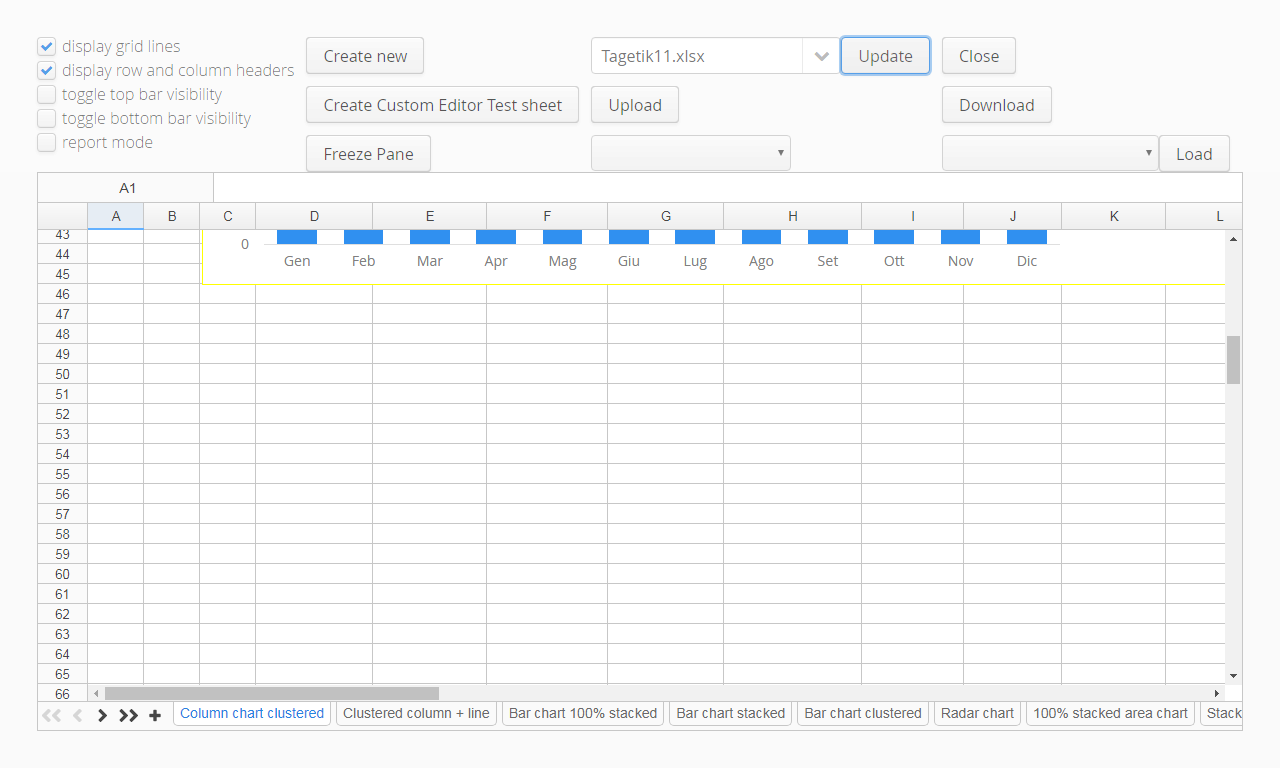 display grid lines
display row and column headers
toggle top bar visibility
toggle bottom bar visibility
report mode
Create new
Tagetik11.xlsx
Update
Close
Create Custom Editor Test sheet
Upload
Download
Freeze Pane
Load
A1
A B C D E F G H I J K L
43
0
44
Gen Feb Mar Apr Mag Giu Lug Ago Set Ott Nov Dic
45
46
47
48
49
50
51
52
53
54
55
56
57
58
59
60
61
62
63
64
65
66
Column chart clustered
Clustered column + line
Bar chart 100% stacked
Bar chart stacked
Bar chart clustered
Radar chart
100% stacked area chart
Stack